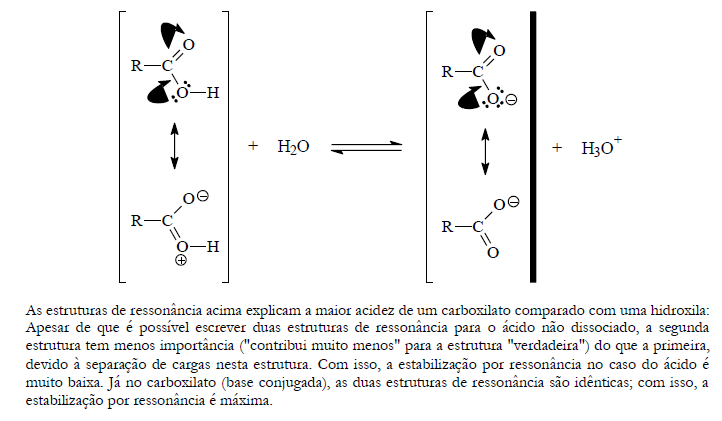 O
R—C
O—H
+ H2O
O⊖
R—C
O—H
⊕
O
R—C
O⊖
+ H3O+
O⊖
R—C
O
As estruturas de ressonância acima explicam a maior acidez de um carboxilato comparado com uma hidroxila:
Apesar de que é possível escrever duas estruturas de ressonância para o ácido não dissociado, a segunda
estrutura tem menos importância ("contribui muito menos" para a estrutura "verdadeira") do que a primeira,
devido à separação de cargas nesta estrutura. Com isso, a estabilização por ressonância no caso do ácido é
muito baixa. Já no carboxilato (base conjugada), as duas estruturas de ressonância são idênticas; com isso, a
estabilização por ressonância é máxima.